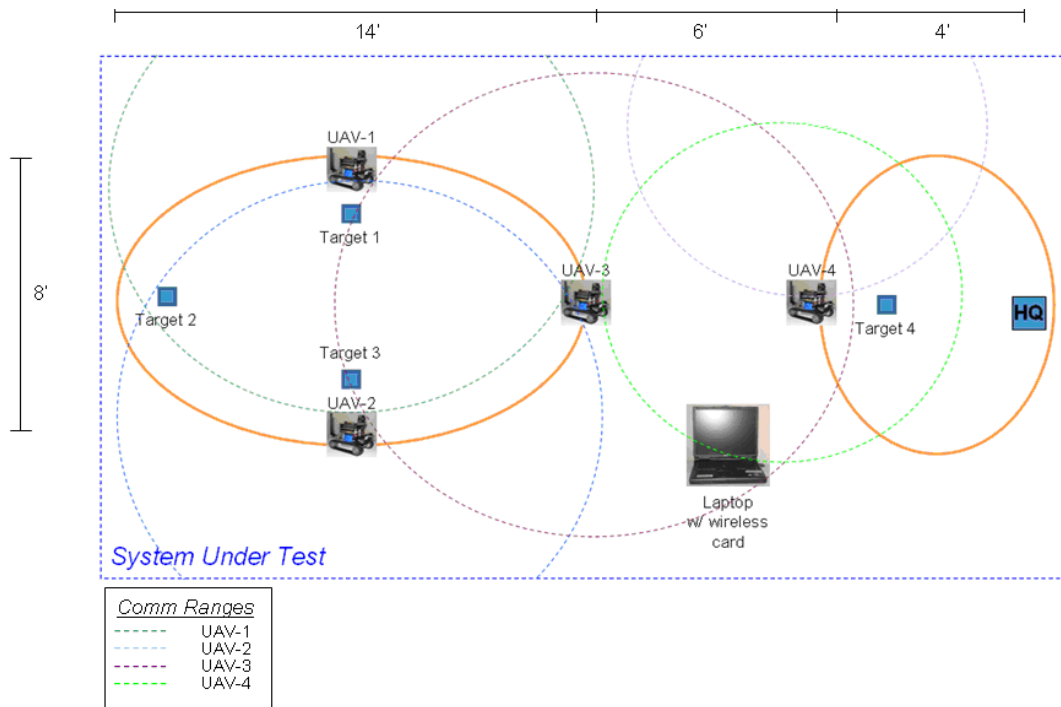 14'
6'
4'
8'
UAV-1
Target 1
UAV-3
UAV-4
Target 2
Target 4
HQ
Target 3
UAV-2
Laptop
w/ wireless
card
System Under Test
Comm Ranges
UAV-1
UAV-2
UAV-3
UAV-4